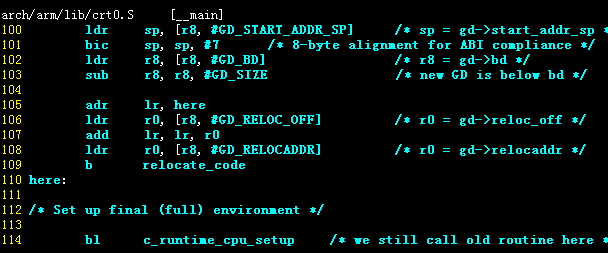 arch/arm/lib/crt0.S [__main]
100 ldr sp, [r8, #GD_START_ADDR_SP] /* sp = gd->start_addr_sp *
101 bic sp, sp, #7 /* 8-byte alignment for ABI compliance */
102 ldr r8, [r8, #GD_BD] /* r8 = gd->bd */
103 sub r8, r8, #GD_SIZE /* new GD is below bd */
104
105 adr lr, here
106 ldr r0, [r8, #GD_RELOC_OFF] /* r0 = gd->reloc_off */
107 add lr, lr, r0
108 ldr r0, [r8, #GD_RELOCADDR] /* r0 = gd->relocaddr */
109 b relocate_code
110 here:
111
112 /* Set up final (full) environment */
113
114 bl c_runtime_cpu_setup /* we still call old routine here *